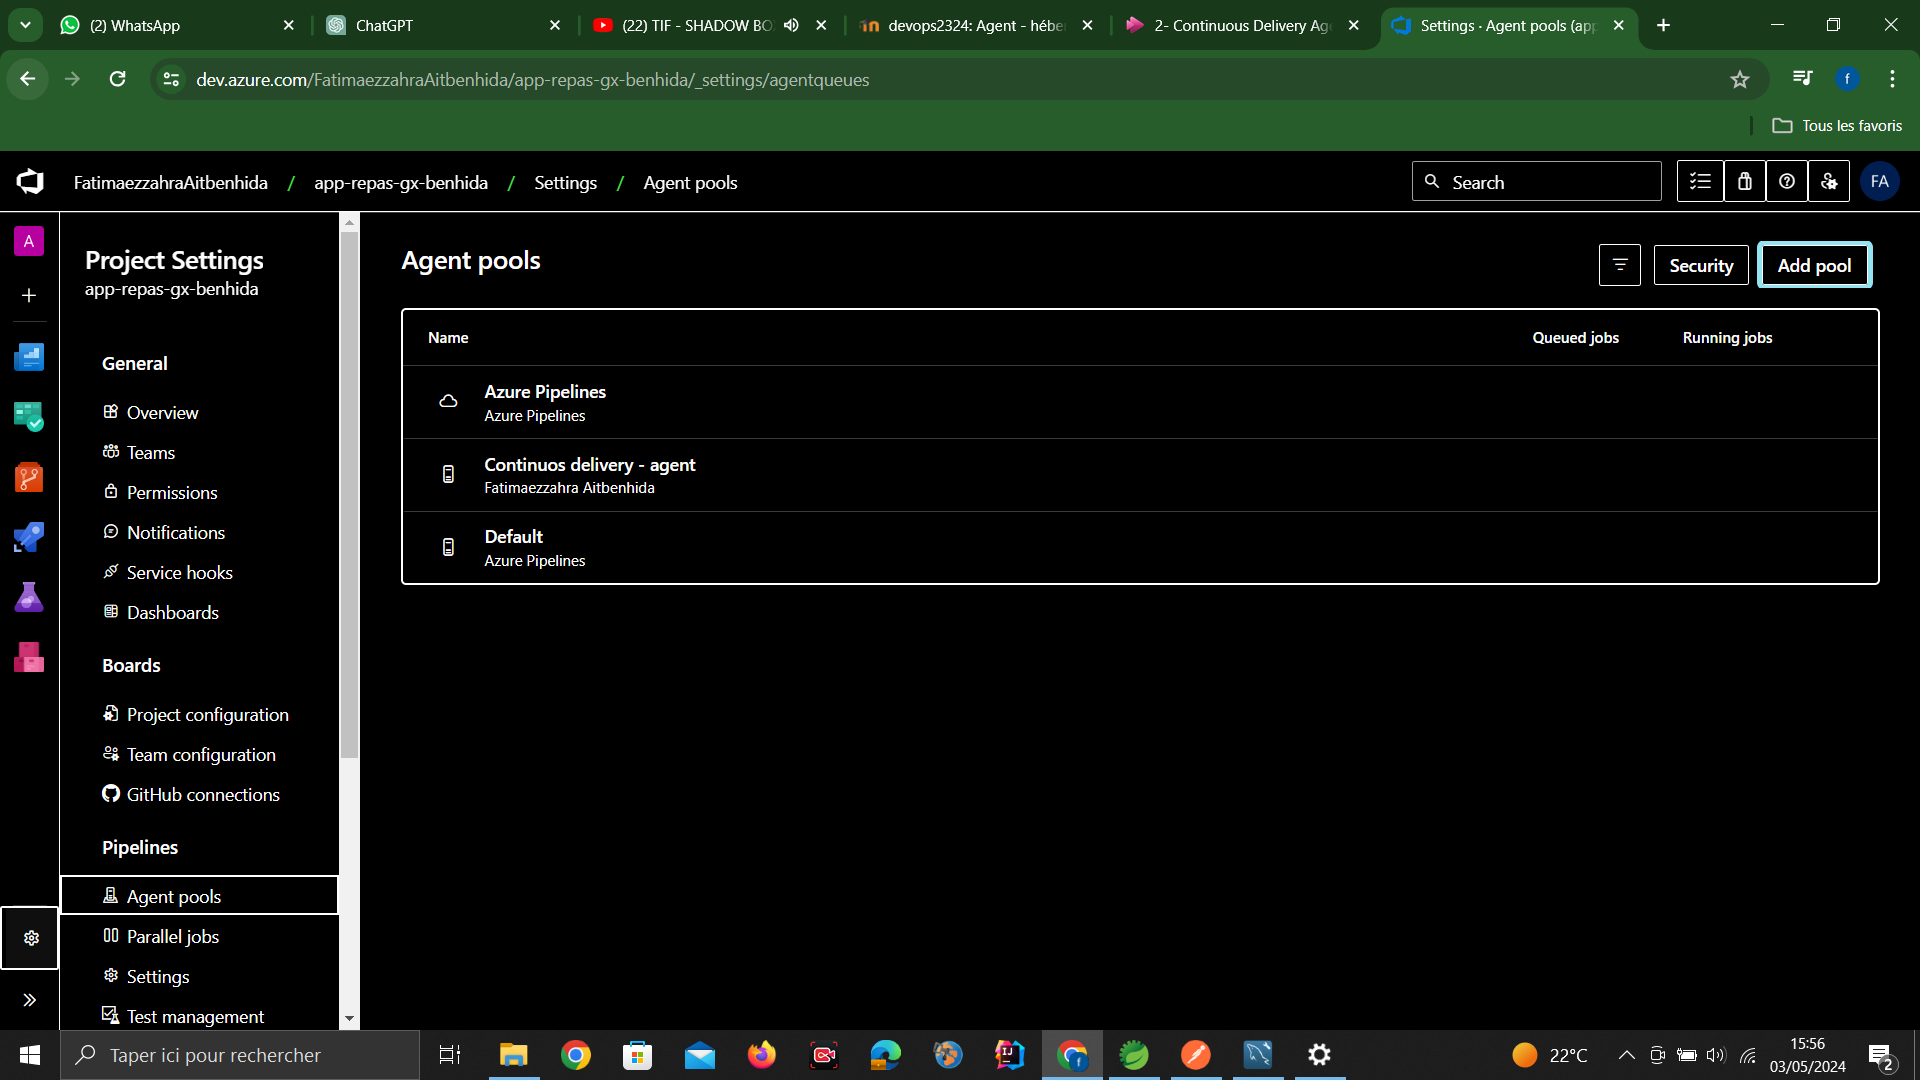 (2) WhatsApp
ChatGPT
(22) TIF - SHADOW BO
devops2324: Agent - hébe
2- Continuous Delivery Ag
Settings · Agent pools (app
dev.azure.com/FatimaezzahraAitbenhida/app-repas-gx-benhida/_settings/agentqueues
f
Tous les favoris
FatimaezzahraAitbenhida / app-repas-gx-benhida / Settings / Agent pools
Search
FA
A
Project Settings
app-repas-gx-benhida
General
Overview
Teams
Permissions
Notifications
Service hooks
Dashboards
Boards
Project configuration
Team configuration
GitHub connections
Pipelines
Agent pools
Parallel jobs
Settings
Test management
Agent pools
Security
Add pool
Name Queued jobs Running jobs
Azure Pipelines
Azure Pipelines
Continuos delivery - agent
Fatimaezzahra Aitbenhida
Default
Azure Pipelines
Taper ici pour rechercher
22°C
15:56
03/05/2024
2